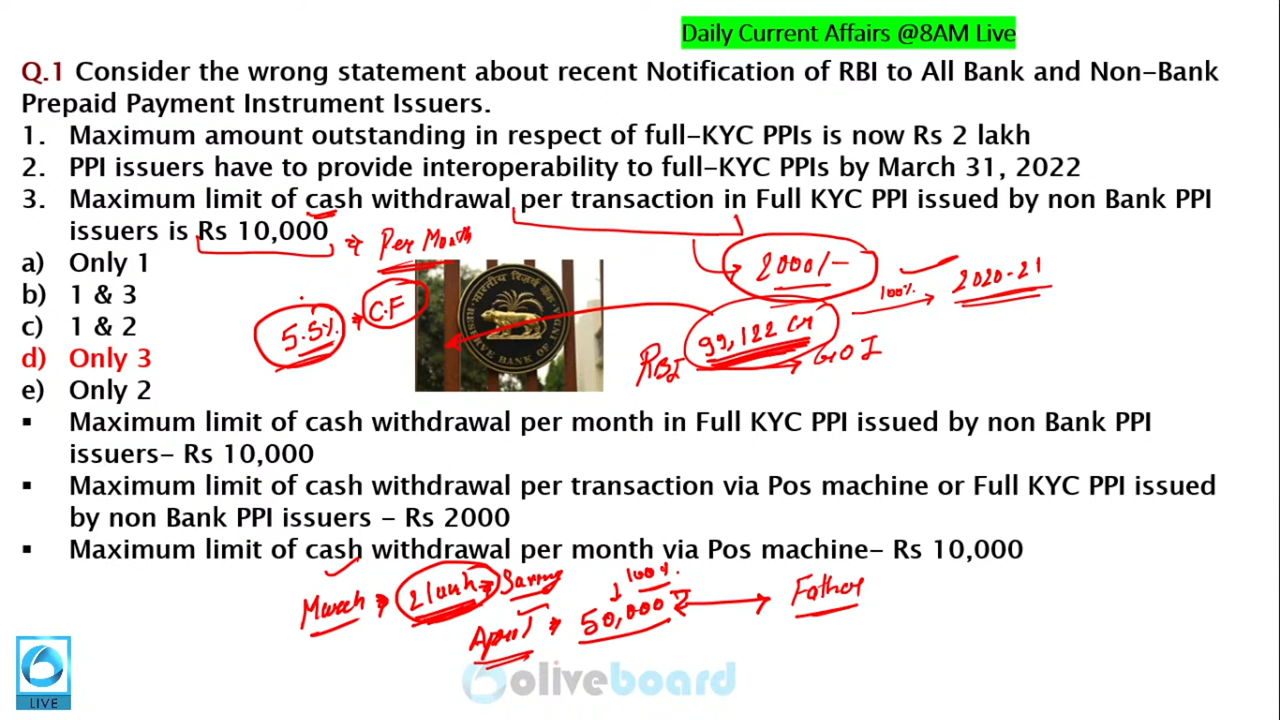 Daily Current Affairs @8AM Live
Q.1 Consider the wrong statement about recent Notification of RBI to All Bank and Non-Bank
Prepaid Payment Instrument Issuers.
1. Maximum amount outstanding in respect of full-KYC PPIs is now Rs 2 lakh
2. PPI issuers have to provide interoperability to full-KYC PPIs by March 31, 2022
3. Maximum limit of cash withdrawal per transaction in Full KYC PPI issued by non Bank PPI
issuers is Rs 10,000
Per Month
2000/-
100%
2020-21
a) Only 1
b) 1 & 3
c) 1 & 2
d) Only 3
e) Only 2
5.5%
C.F
भारतीय रिज़र्व बैंक
RESERVE BANK OF INDIA
99,122 Cr
RBI
GOI
▪ Maximum limit of cash withdrawal per month in Full KYC PPI issued by non Bank PPI
issuers- Rs 10,000
▪ Maximum limit of cash withdrawal per transaction via Pos machine or Full KYC PPI issued
by non Bank PPI issuers - Rs 2000
▪ Maximum limit of cash withdrawal per month via Pos machine- Rs 10,000
March 2 lakh Saving 100%
April 50,000 Father
LIVE
oliveboard